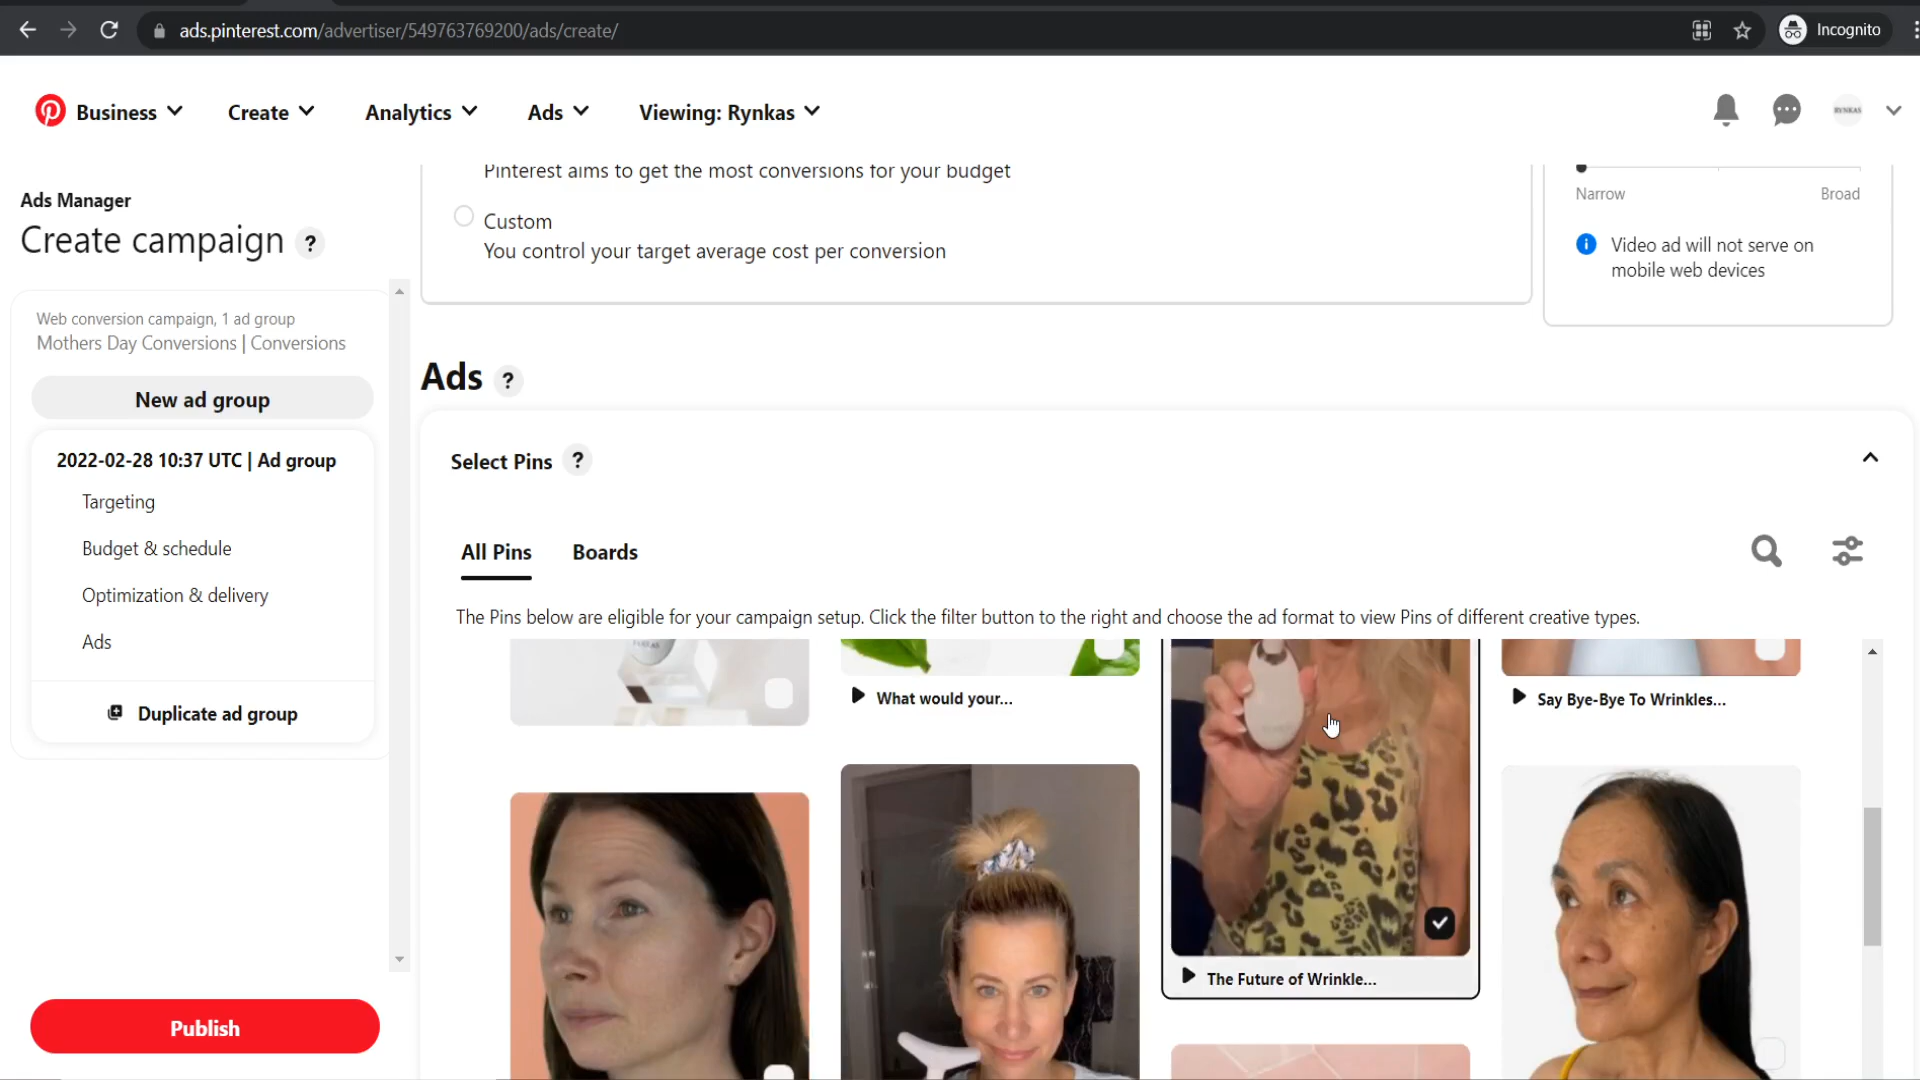 ads.pinterest.com/advertiser/549763769200/ads/create/
Incognito
Business
Create
Analytics
Ads
Viewing: Rynkas
RYNKAS
Ads Manager
Create campaign ?
Web conversion campaign, 1 ad group
Mothers Day Conversions | Conversions
New ad group
2022-02-28 10:37 UTC | Ad group
Targeting
Budget & schedule
Optimization & delivery
Ads
Duplicate ad group
Publish
Pinterest aims to get the most conversions for your budget
Custom
You control your target average cost per conversion
Narrow
Broad
Video ad will not serve on
mobile web devices
Ads ?
Select Pins ?
All Pins
Boards
The Pins below are eligible for your campaign setup. Click the filter button to the right and choose the ad format to view Pins of different creative types.
What would your...
Say Bye-Bye To Wrinkles...
The Future of Wrinkle...